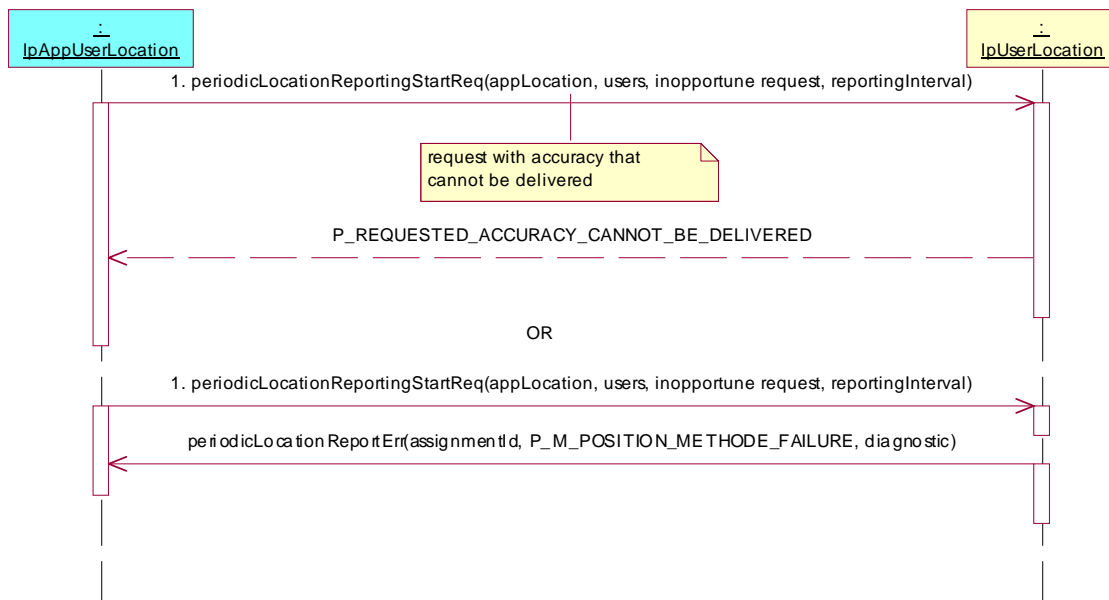 :
IpAppUserLocation
:
IpUserLocation
1. periodicLocationReportingStartReq(appLocation, users, inopportune request, reportingInterval)
request with accuracy that
cannot be delivered
P_REQUESTED_ACCURACY_CANNOT_BE_DELIVERED
OR
1. periodicLocationReportingStartReq(appLocation, users, inopportune request, reportingInterval)
periodicLocationReportErr(assignmentId, P_M_POSITION_METHODE_FAILURE, diagnostic)